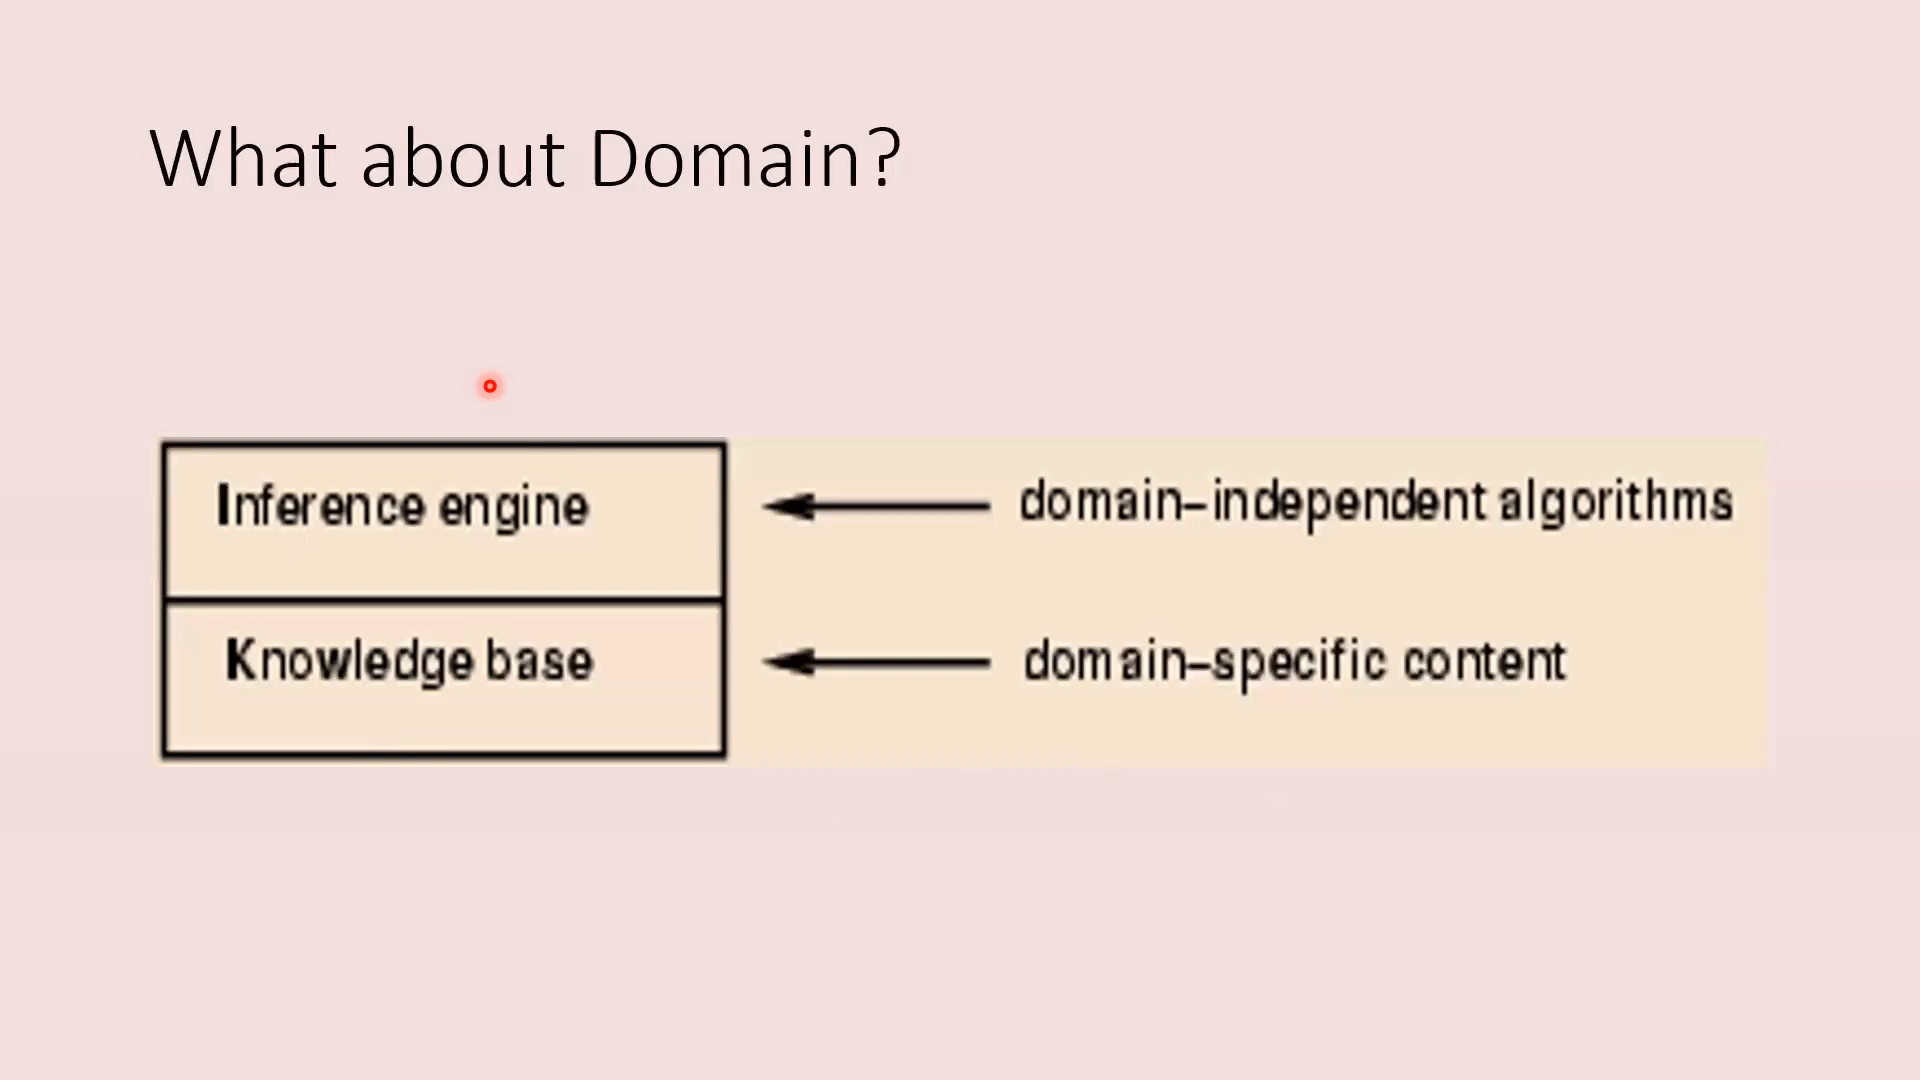 What about Domain?
Inference engine
domain–independent algorithms
Knowledge base
domain–specific content